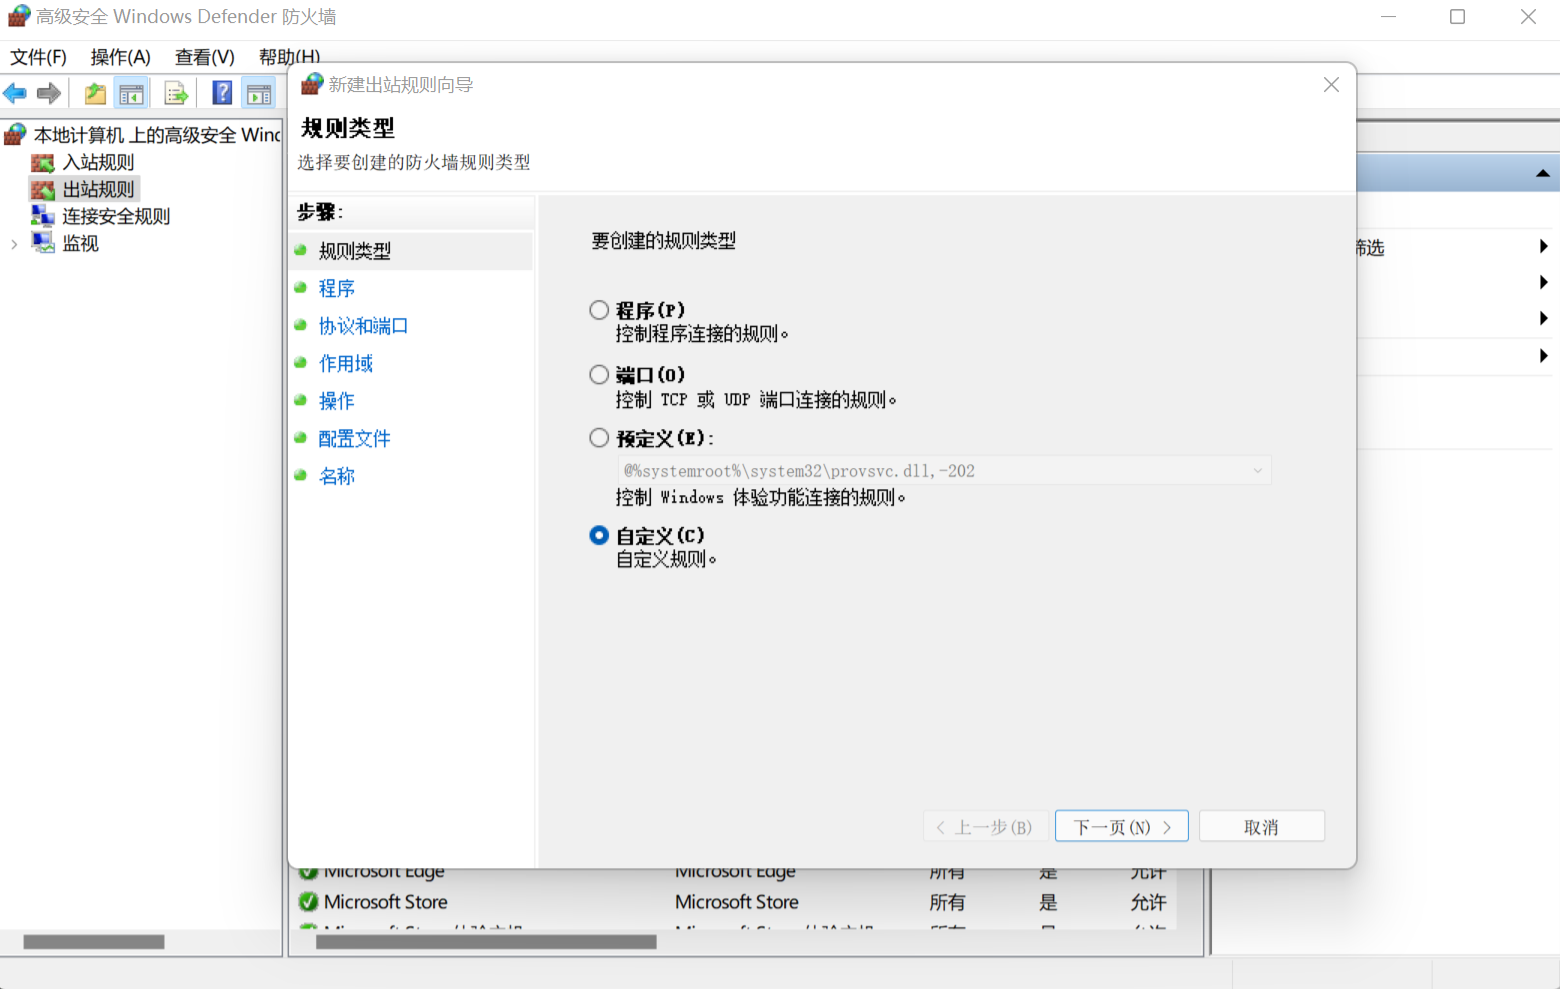 高级安全 Windows Defender 防火墙
文件(F) 操作(A) 查看(V) 帮助(H)
新建出站规则向导
规则类型
选择要创建的防火墙规则类型
本地计算机 上的高级安全 Wind
入站规则
出站规则
连接安全规则
监视
步骤:
规则类型
程序
协议和端口
作用域
操作
配置文件
名称
要创建的规则类型
程序(P)
控制程序连接的规则。
端口(O)
控制 TCP 或 UDP 端口连接的规则。
预定义(E):
@%systemroot%\system32\provsvc.dll,-202
控制 Windows 体验功能连接的规则。
自定义(C)
自定义规则。
筛选
< 上一步(B) 下一页(N) > 取消
Microsoft Edge Microsoft Edge 所有 是 允许
Microsoft Store Microsoft Store 所有 是 允许